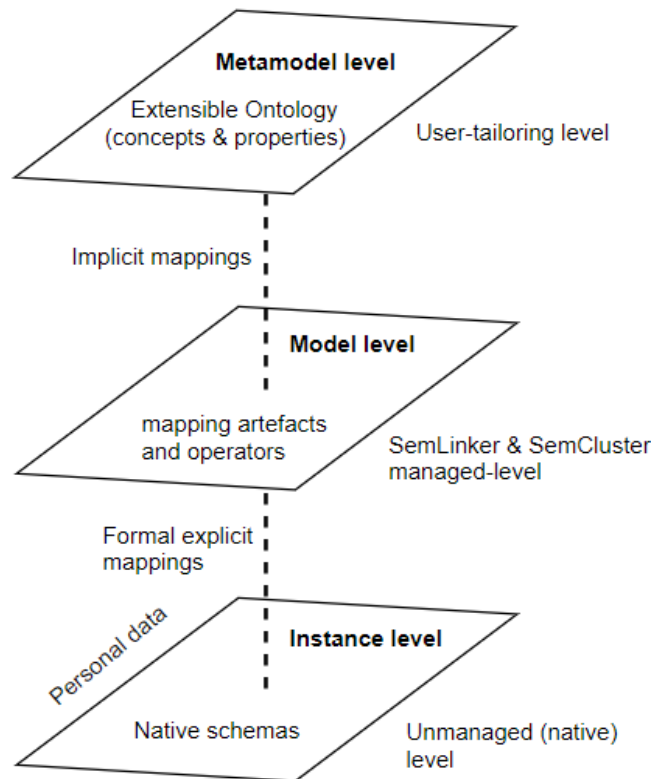 Metamodel level
Extensible Ontology
(concepts & properties)
User-tailoring level
Implicit mappings
Model level
mapping artefacts
and operators
SemLinker & SemCluster
managed-level
Formal explicit
mappings
Personal data
Instance level
Native schemas
Unmanaged (native)
level